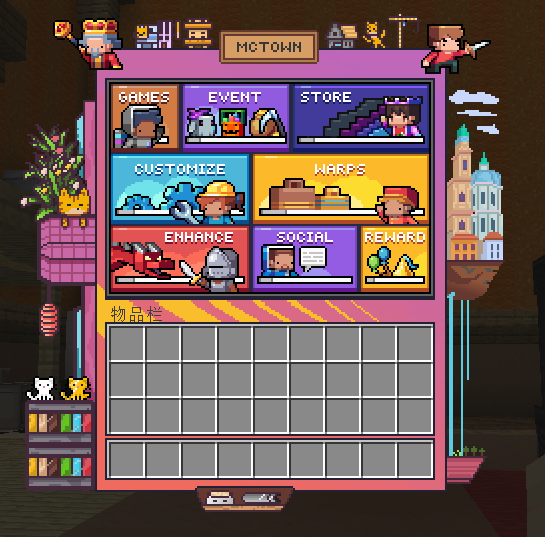 MCTOWN
GAMES
EVENT
STORE
CUSTOMIZE
WARPS
ENHANCE
SOCIAL
REWARD
物品栏